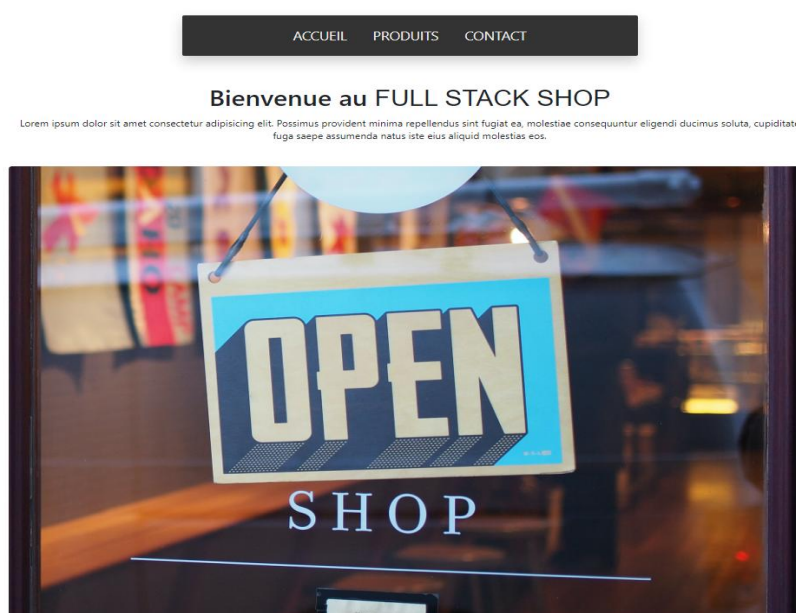 ACCUEIL PRODUITS CONTACT
Bienvenue au FULL STACK SHOP
Lorem ipsum dolor sit amet consectetur adipisicing elit. Possimus provident minima repellendus sint fugiat ea, molestiae consequuntur eligendi ducimus soluta, cupiditate
fuga saepe assumenda natus iste eius aliquid molestias eos.
OPEN
SHOP